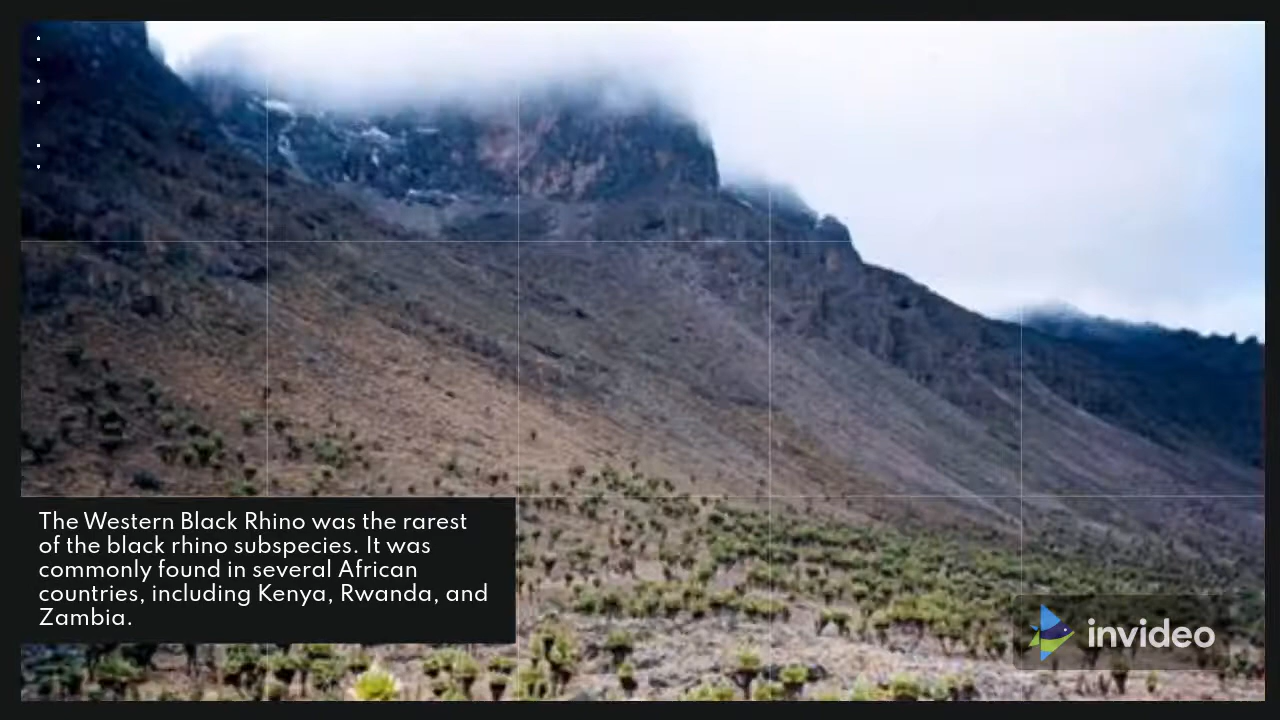 The Western Black Rhino was the rarest
of the black rhino subspecies. It was
commonly found in several African
countries, including Kenya, Rwanda, and
Zambia.
invideo